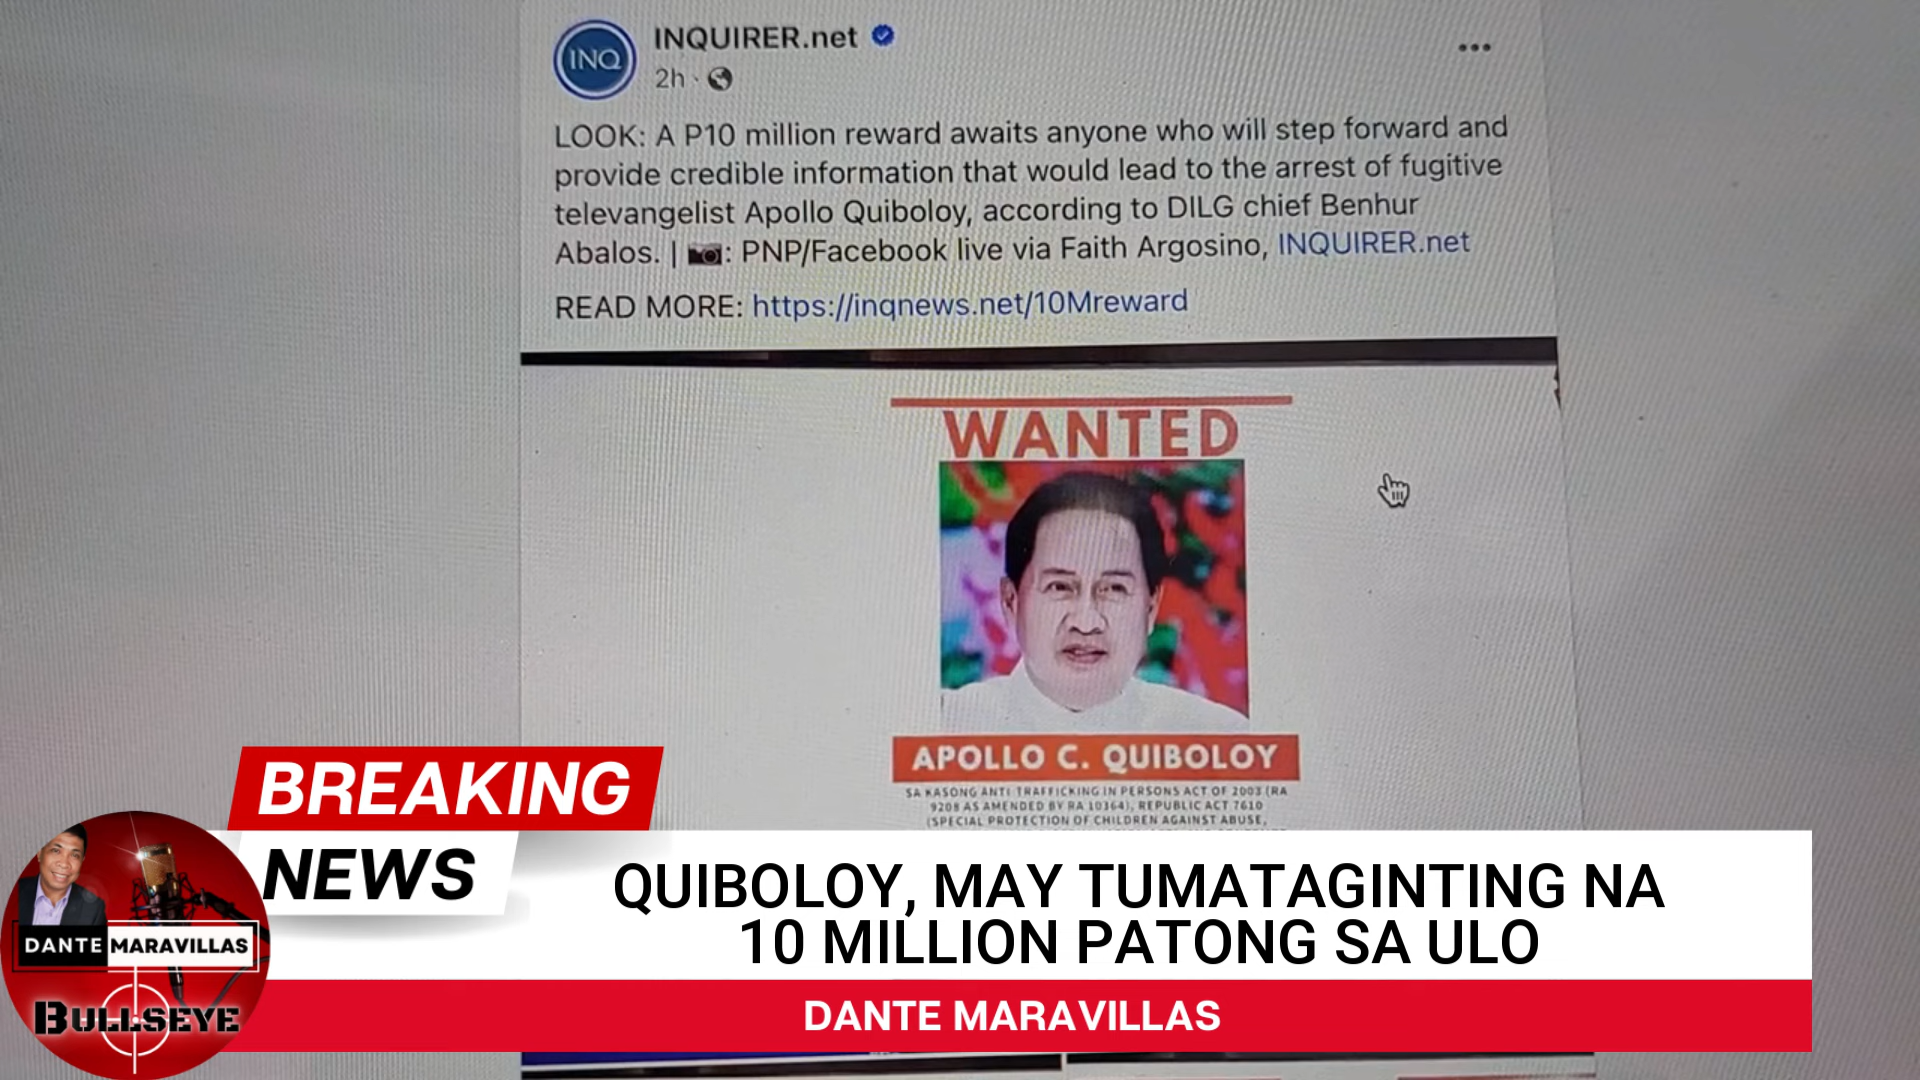 INQ
INQUIRER.net
2h
LOOK: A P10 million reward awaits anyone who will step forward and
provide credible information that would lead to the arrest of fugitive
televangelist Apollo Quiboloy, according to DILG chief Benhur
Abalos. | 📷: PNP/Facebook live via Faith Argosino, INQUIRER.net
READ MORE: https://inqnews.net/10Mreward
WANTED
APOLLO C. QUIBOLOY
SA KASONG ANTI TRAFFICKING IN PERSONS ACT OF 2003 (RA
9208 AS AMENDED BY RA 10364), REPUBLIC ACT 7610
(SPECIAL PROTECTION OF CHILDREN AGAINST ABUSE,
BREAKING
NEWS
QUIBOLOY, MAY TUMATAGINTING NA
10 MILLION PATONG SA ULO
DANTE MARAVILLAS
DANTE MARAVILLAS
BULLSEYE